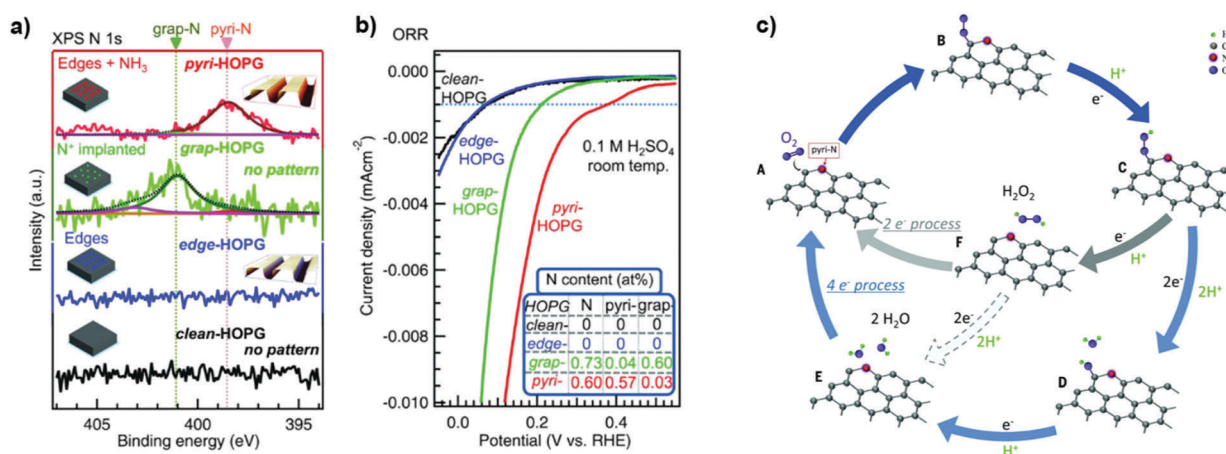 a)
grap-N
pyri-N
XPS N 1s
Edges + NH3
pyri-HOPG
N+ implanted
grap-HOPG
no pattern
Edges
edge-HOPG
clean-HOPG
no pattern
Intensity (a.u.)
405
400
395
Binding energy (eV)
b)
ORR
0.000
-0.002
-0.004
-0.006
-0.008
-0.010
Current density (mAcm-2)
clean-
HOPG
edge-
HOPG
grap-
HOPG
pyri-
HOPG
0.1 M H2SO4
room temp.
N content (at%)
HOPG N pyri- grap-
clean- 0 0 0
edge- 0 0 0
grap- 0.73 0.04 0.60
pyri- 0.60 0.57 0.03
0.0
0.2
0.4
Potential (V vs. RHE)
c)
B
H+
e-
H
N
O2
pyri-N
A
C
H2O2
2 e- process
F
e-
H+
4 e- process
2e-
2H+
2 H2O
2e-
2H+
E
D
e-
H+